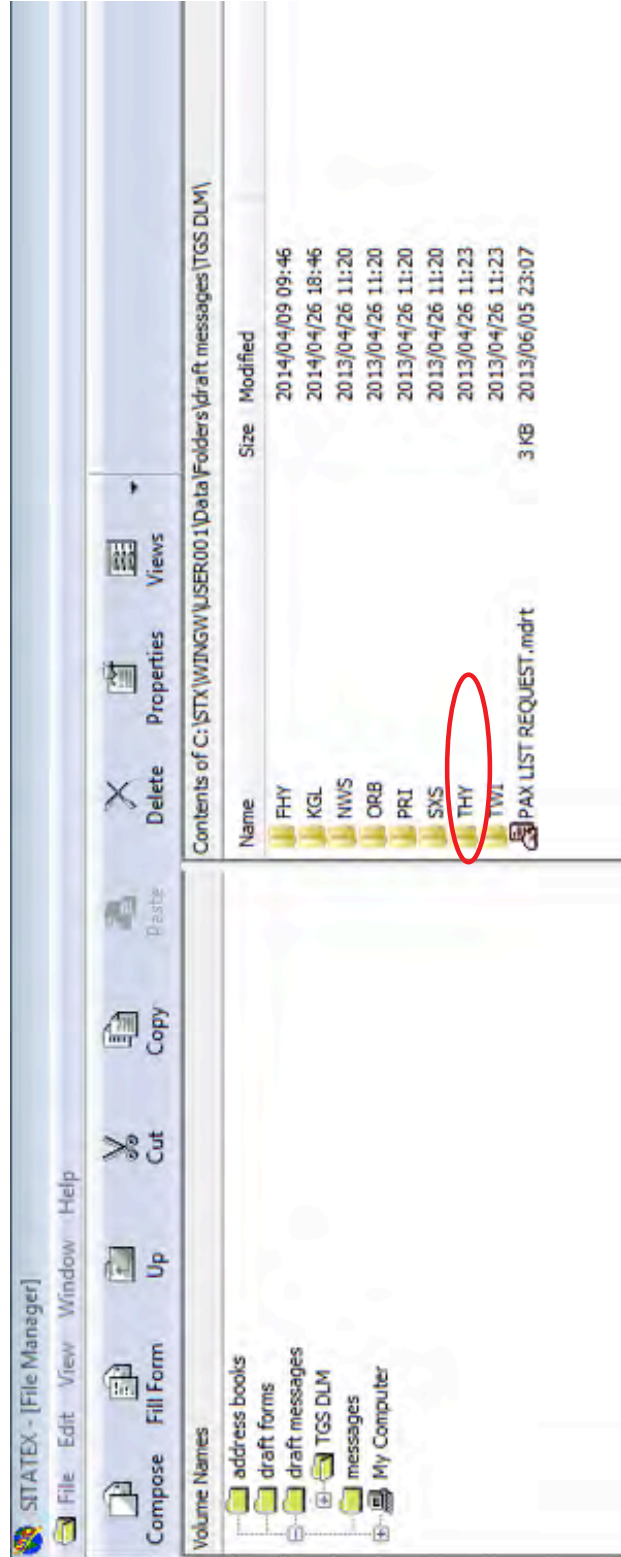 SITATEX - [File Manager]
File Edit View Window Help
Compose Fill Form Up Cut Copy Paste Delete Properties Views
Volume Names
address books
draft forms
draft messages
TGS DLM
messages
My Computer
Contents of C:\STX\WINGW\USER001\Data\Folders\draft messages\TGS DLM\
Name Size Modified
FHY 2014/04/09 09:46
KGL 2014/04/26 18:46
NWS 2013/04/26 11:20
ORB 2013/04/26 11:20
PRI 2013/04/26 11:20
SXS 2013/04/26 11:20
THY 2013/04/26 11:23
TWI 2013/04/26 11:23
PAX LIST REQUEST.mdrt 3 KB 2013/06/05 23:07